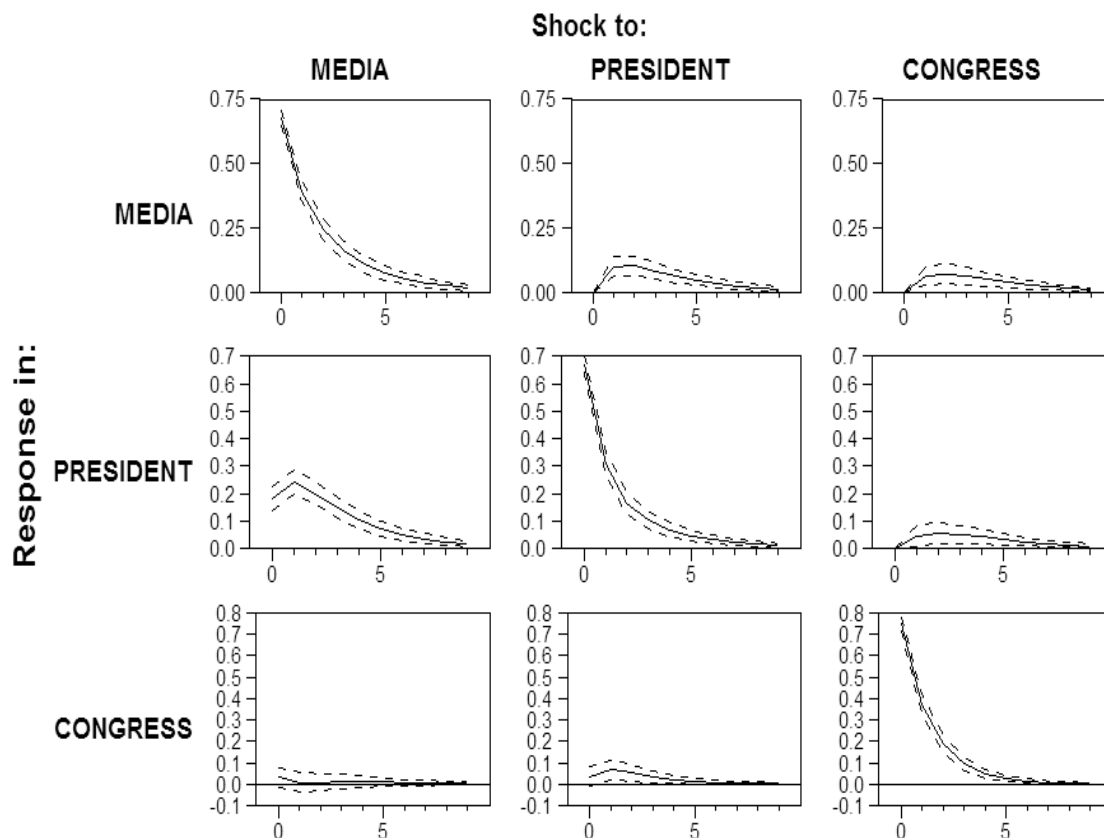 Shock to:
MEDIA PRESIDENT CONGRESS
Response in:
MEDIA
0.75 0.75 0.75
0.50 0.50 0.50
0.25 0.25 0.25
0.00 0.00 0.00
0 5 0 5 0 5
PRESIDENT
0.7 0.7 0.7
0.6 0.6 0.6
0.5 0.5 0.5
0.4 0.4 0.4
0.3 0.3 0.3
0.2 0.2 0.2
0.1 0.1 0.1
0.0 0.0 0.0
0 5 0 5 0 5
CONGRESS
0.8 0.8 0.8
0.7 0.7 0.7
0.6 0.6 0.6
0.5 0.5 0.5
0.4 0.4 0.4
0.3 0.3 0.3
0.2 0.2 0.2
0.1 0.1 0.1
0.0 0.0 0.0
-0.1 -0.1 -0.1
0 5 0 5 0 5